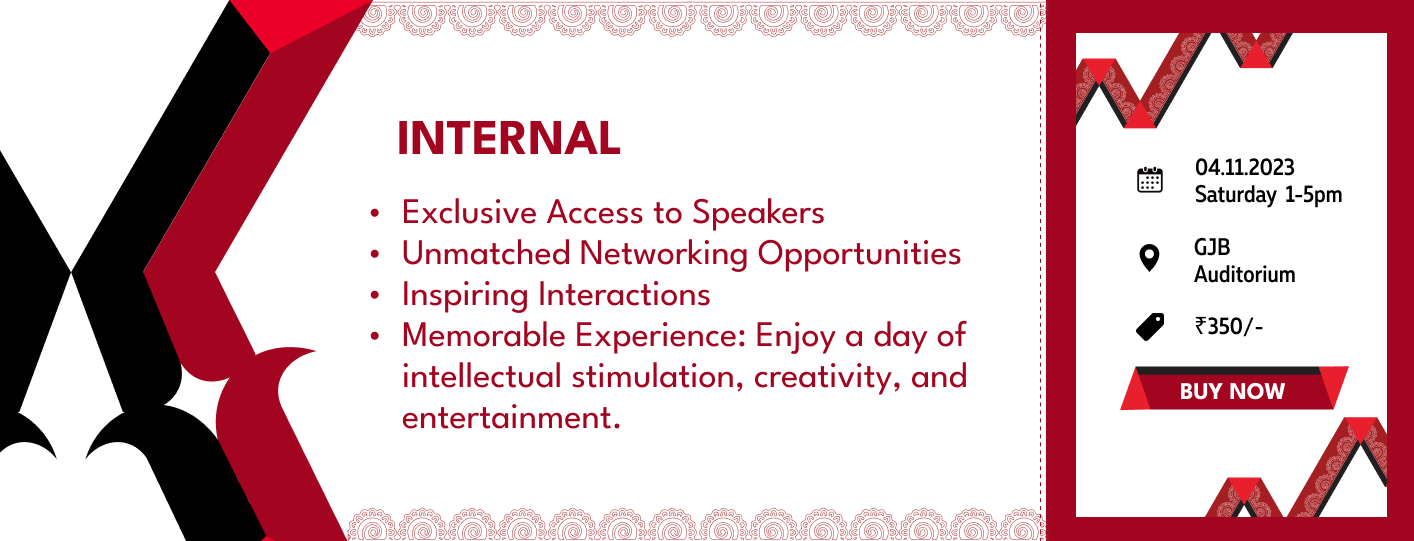 INTERNAL
• Exclusive Access to Speakers
• Unmatched Networking Opportunities
• Inspiring Interactions
• Memorable Experience: Enjoy a day of
intellectual stimulation, creativity, and
entertainment.
04.11.2023
Saturday 1-5pm
GJB
Auditorium
₹350/-
BUY NOW